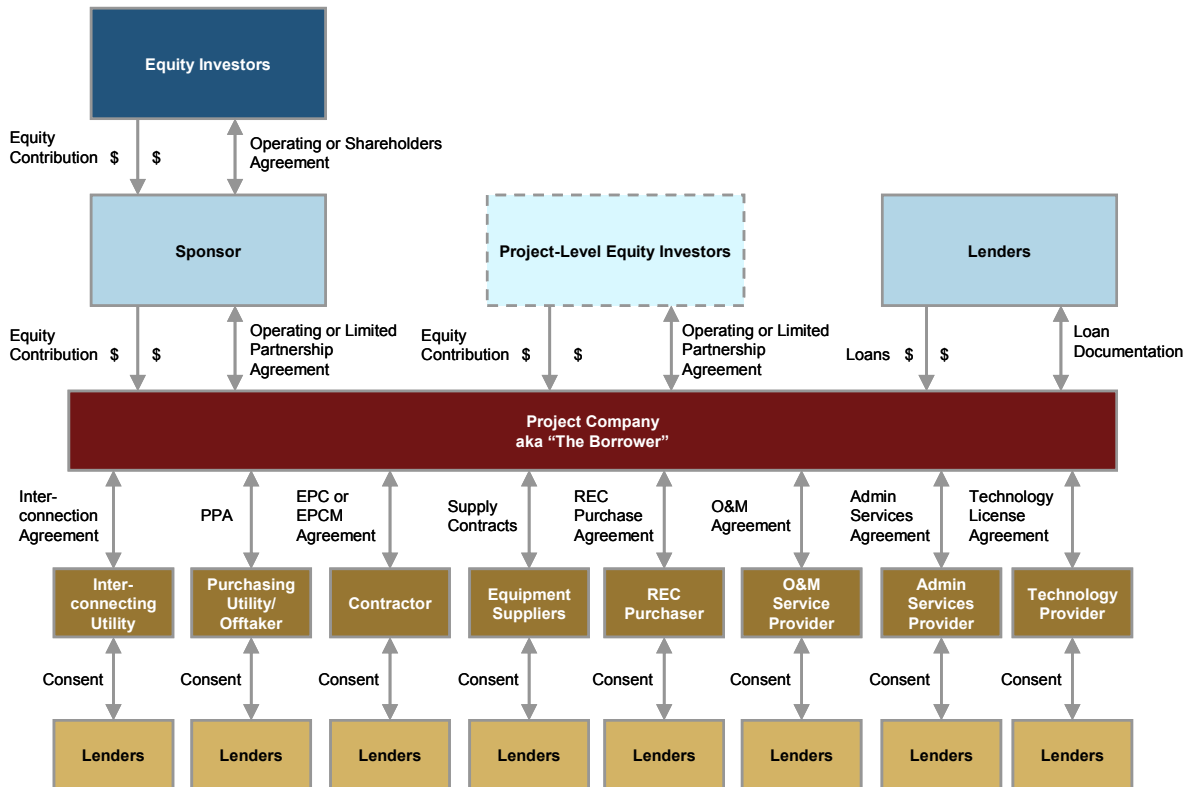 Equity Investors
Equity
Contribution $ $
Operating or Shareholders
Agreement
Sponsor
Project-Level Equity Investors
Lenders
Equity
Contribution $ $
Operating or Limited
Partnership
Agreement
Equity
Contribution $ $
Operating or Limited
Partnership
Agreement
Loans $ $
Loan
Documentation
Project Company
aka “The Borrower”
Inter-
connection
Agreement
PPA
EPC or
EPCM
Agreement
Supply
Contracts
REC
Purchase
Agreement
O&M
Agreement
Admin
Services
Agreement
Technology
License
Agreement
Inter-
connecting
Utility
Purchasing
Utility/
Offtaker
Contractor
Equipment
Suppliers
REC
Purchaser
O&M
Service
Provider
Admin
Services
Provider
Technology
Provider
Consent
Consent
Consent
Consent
Consent
Consent
Consent
Consent
Lenders
Lenders
Lenders
Lenders
Lenders
Lenders
Lenders
Lenders